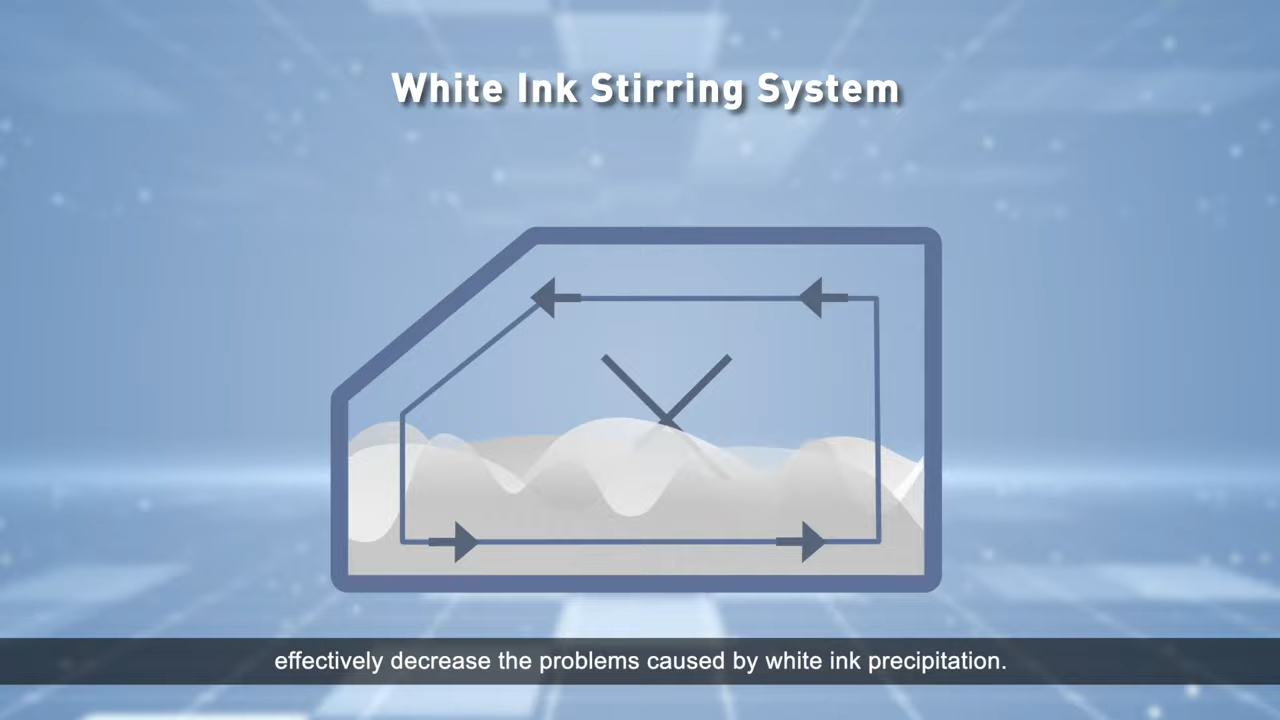 White Ink Stirring System
effectively decrease the problems caused by white ink precipitation.